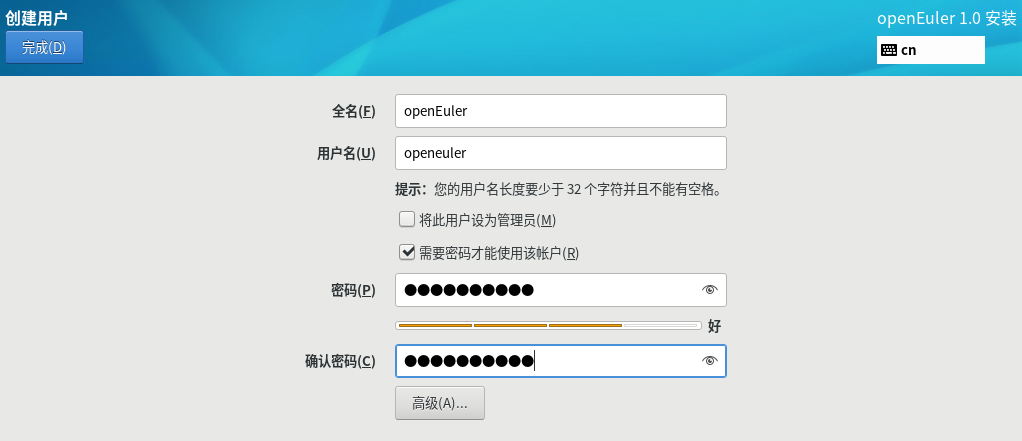 创建用户
openEuler 1.0 安装
完成(D)
cn
全名(F)
openEuler
用户名(U)
openeuler
提示：您的用户名长度要少于 32 个字符并且不能有空格。
将此用户设为管理员(M)
需要密码才能使用该帐户(R)
密码(P)
●●●●●●●●●●
好
确认密码(C)
●●●●●●●●●●
高级(A)...